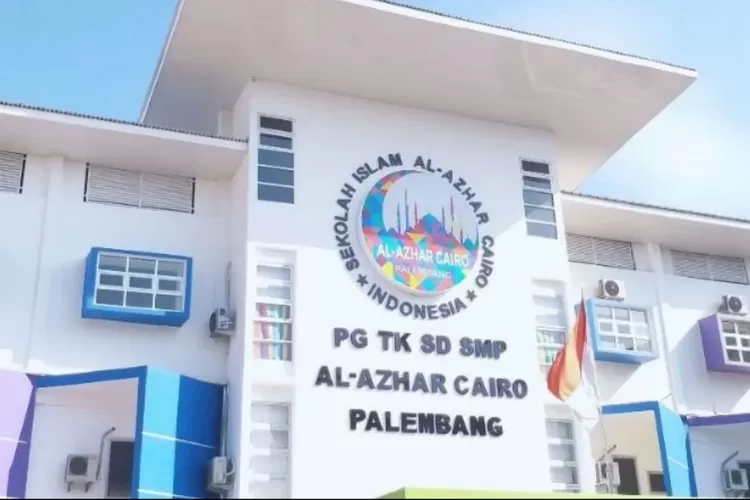 ★ SEKOLAH ISLAM AL-AZHAR CAIRO ★
INDONESIA
AL-AZHAR CAIRO
PALEMBANG
PG TK SD SMP
AL-AZHAR CAIRO
PALEMBANG